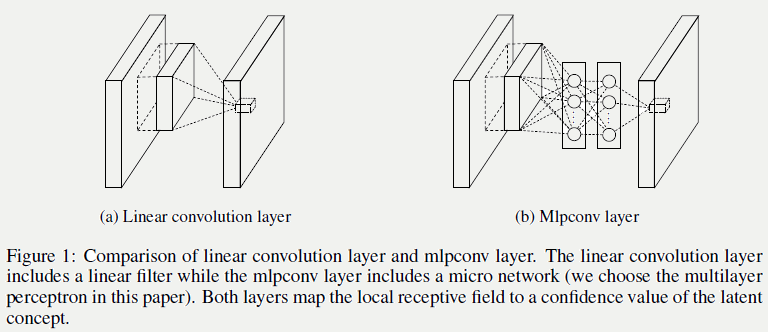 (a) Linear convolution layer
(b) Mlpconv layer
Figure 1: Comparison of linear convolution layer and mlpconv layer. The linear convolution layer
includes a linear filter while the mlpconv layer includes a micro network (we choose the multilayer
perceptron in this paper). Both layers map the local receptive field to a confidence value of the latent
concept.